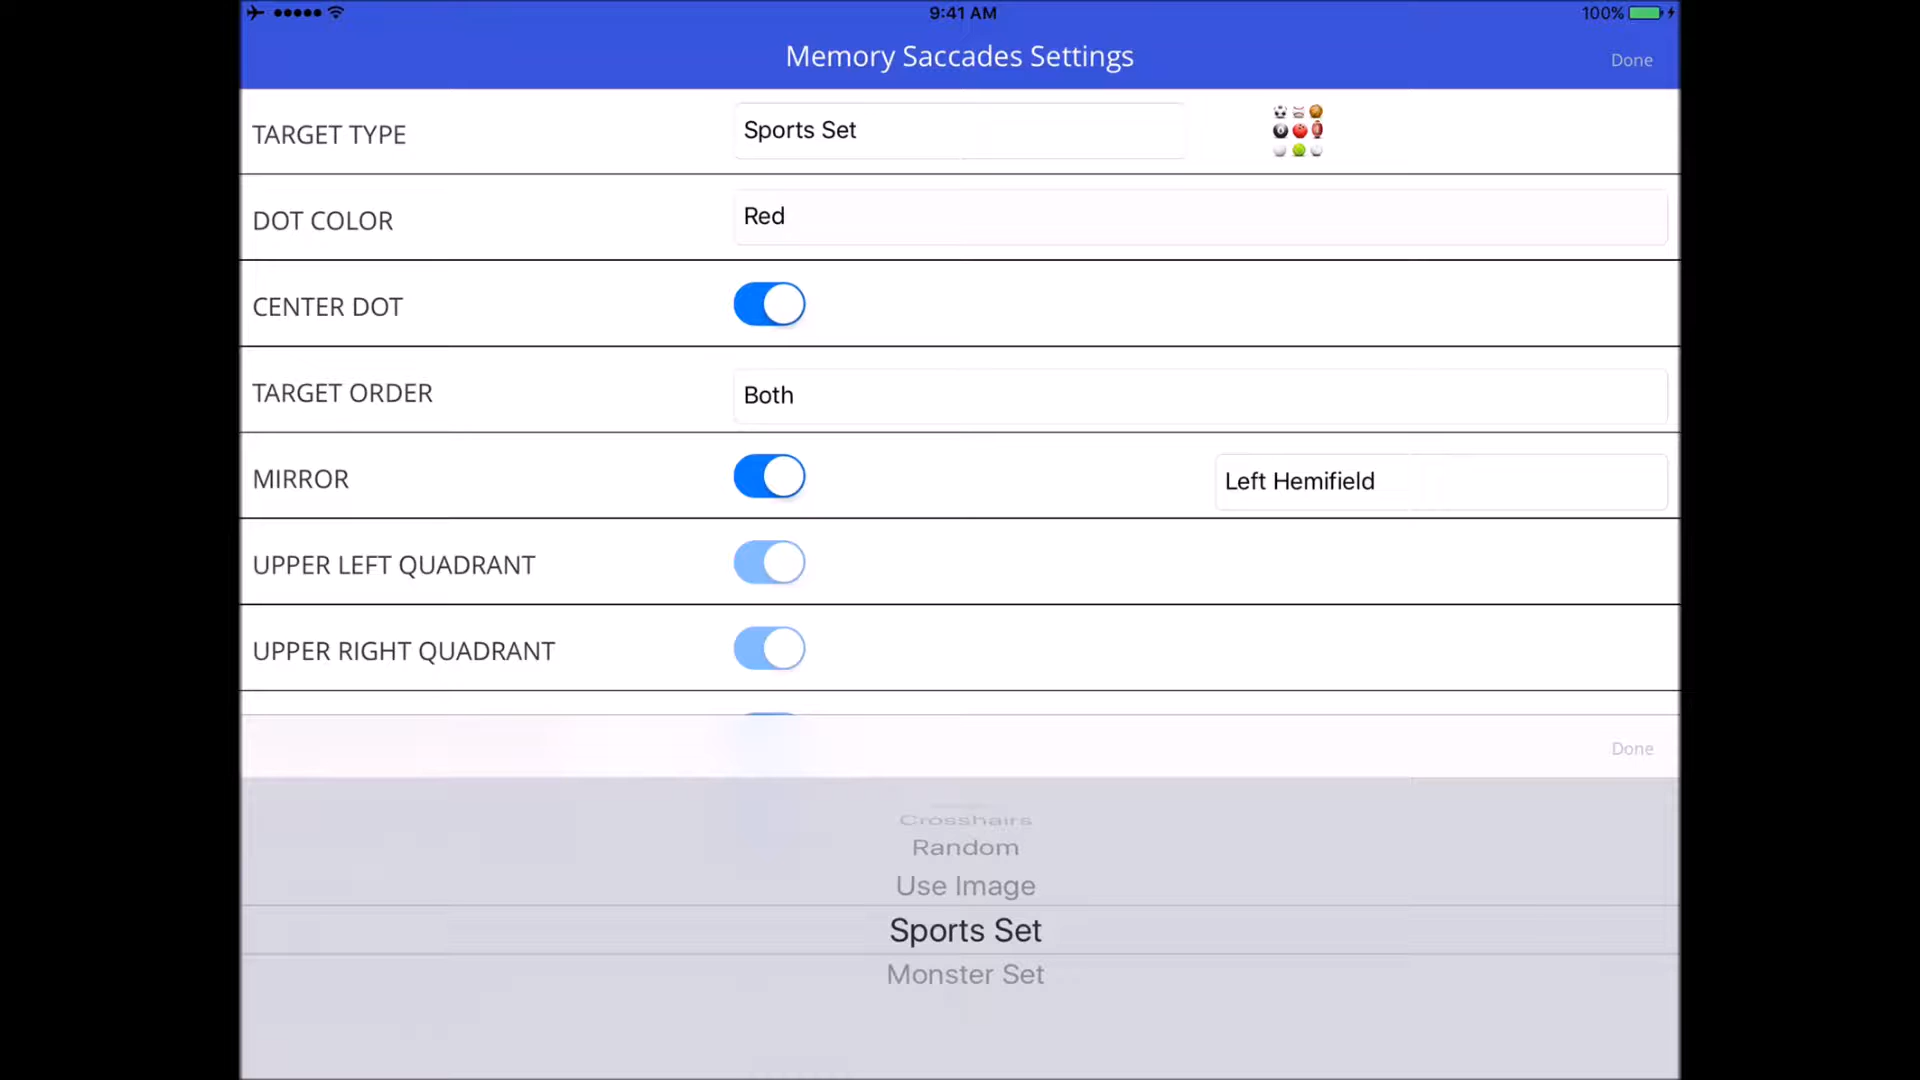 9:41 AM
100%
Memory Saccades Settings
Done
TARGET TYPE
Sports Set
DOT COLOR
Red
CENTER DOT
TARGET ORDER
Both
MIRROR
Left Hemifield
UPPER LEFT QUADRANT
UPPER RIGHT QUADRANT
Done
Crosshairs
Random
Use Image
Sports Set
Monster Set